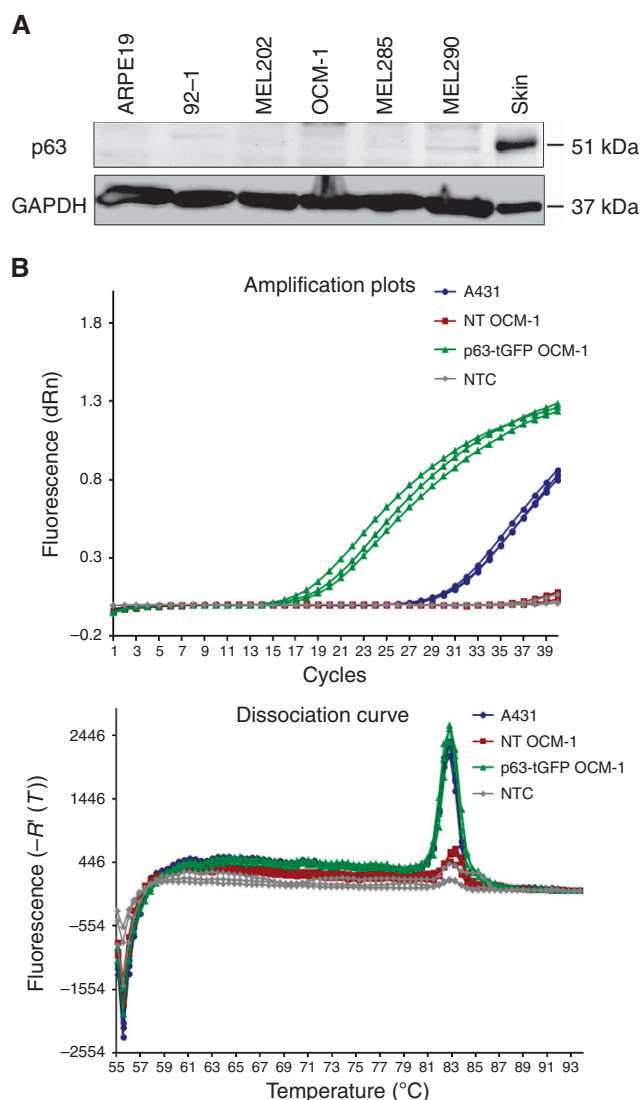 A
ARPE19
92–1
MEL202
OCM-1
MEL285
MEL290
Skin
p63
51 kDa
GAPDH
37 kDa
B
Amplification plots
A431
NT OCM-1
p63-tGFP OCM-1
NTC
Fluorescence (dRn)
1.8
1.3
0.8
0.3
–0.2
1 3 5 7 9 11 13 15 17 19 21 23 25 27 29 31 33 35 37 39
Cycles
Dissociation curve
A431
NT OCM-1
p63-tGFP OCM-1
NTC
Fluorescence (–R' (T))
2446
1446
446
–554
–1554
–2554
55 57 59 61 63 65 67 69 71 73 75 77 79 81 83 85 87 89 91 93
Temperature (°C)